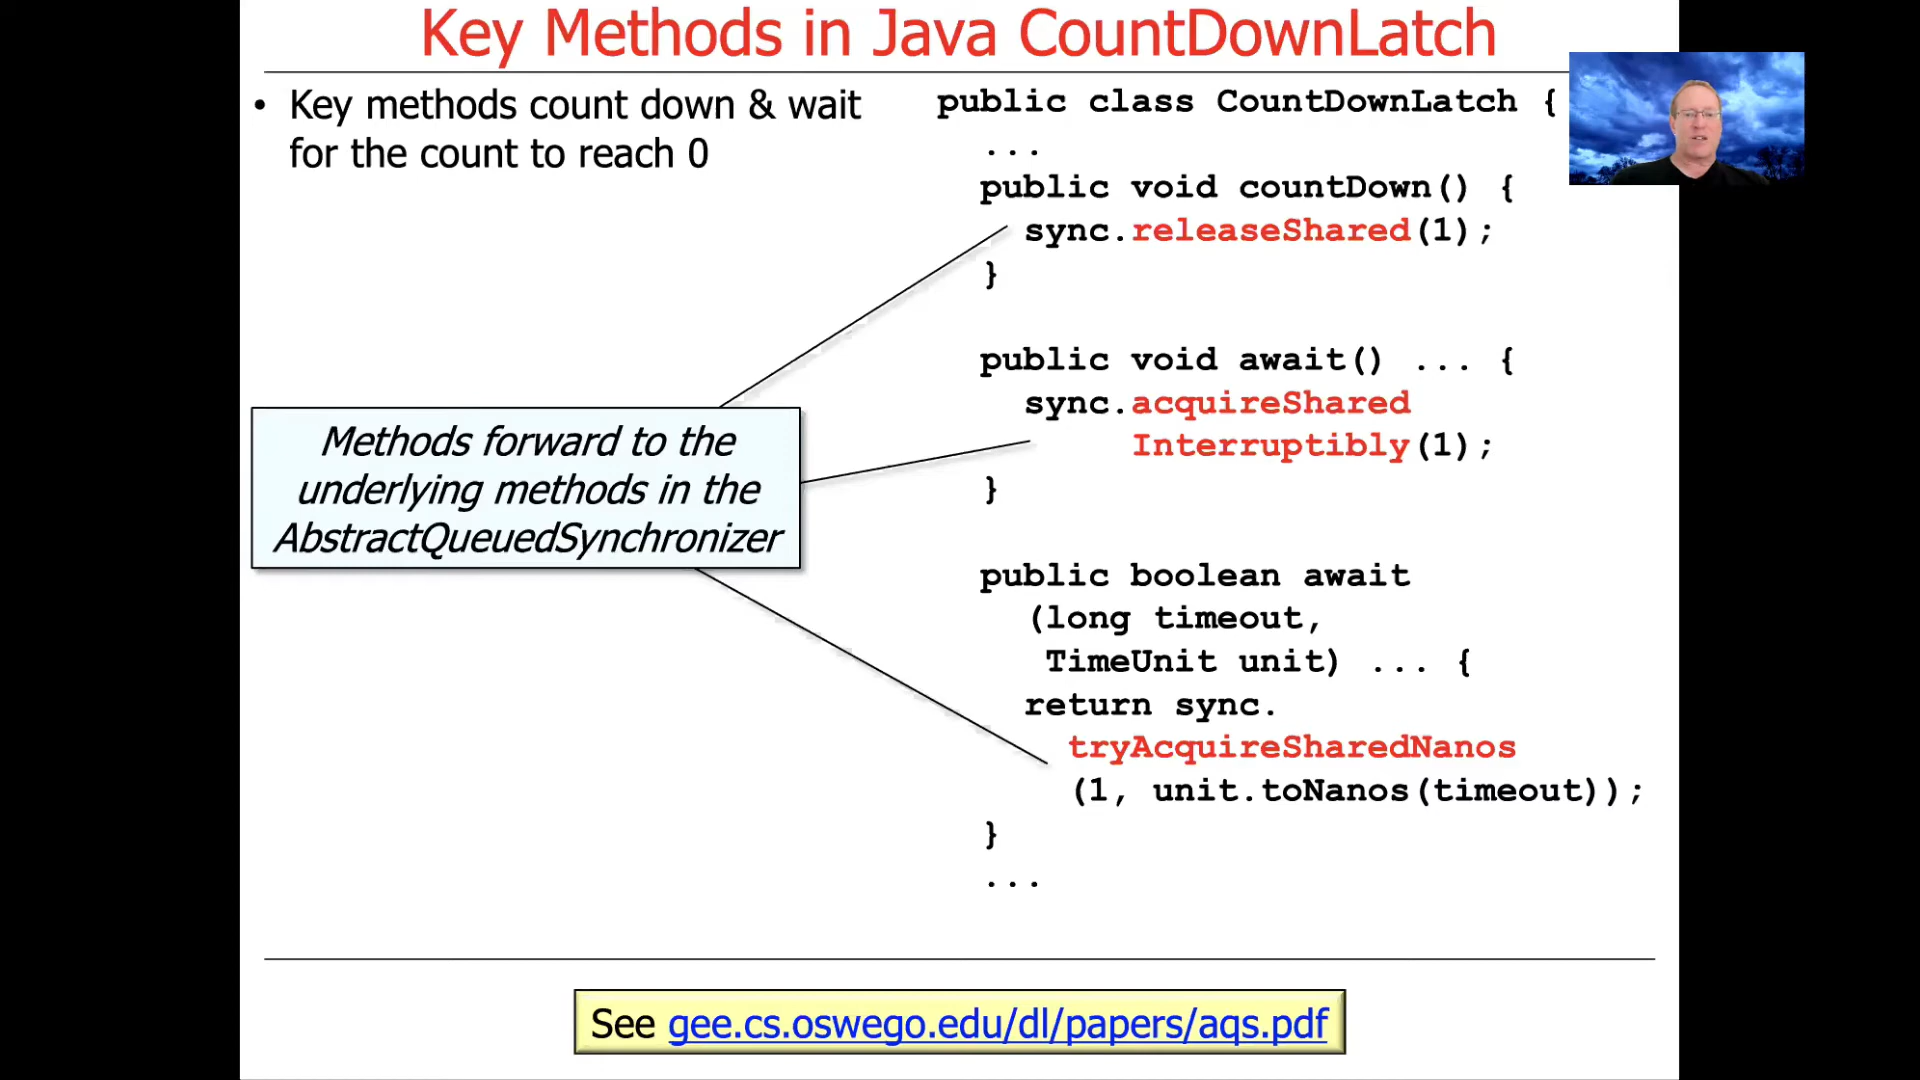 Key Methods in Java CountDownLatch
• Key methods count down & wait
for the count to reach 0
public class CountDownLatch {
...
public void countDown() {
sync.releaseShared(1);
}
public void await() ... {
sync.acquireShared
Interruptibly(1);
}
public boolean await
(long timeout,
TimeUnit unit) ... {
return sync.
tryAcquireSharedNanos
(1, unit.toNanos(timeout));
}
...
Methods forward to the
underlying methods in the
AbstractQueuedSynchronizer
See gee.cs.oswego.edu/dl/papers/aqs.pdf